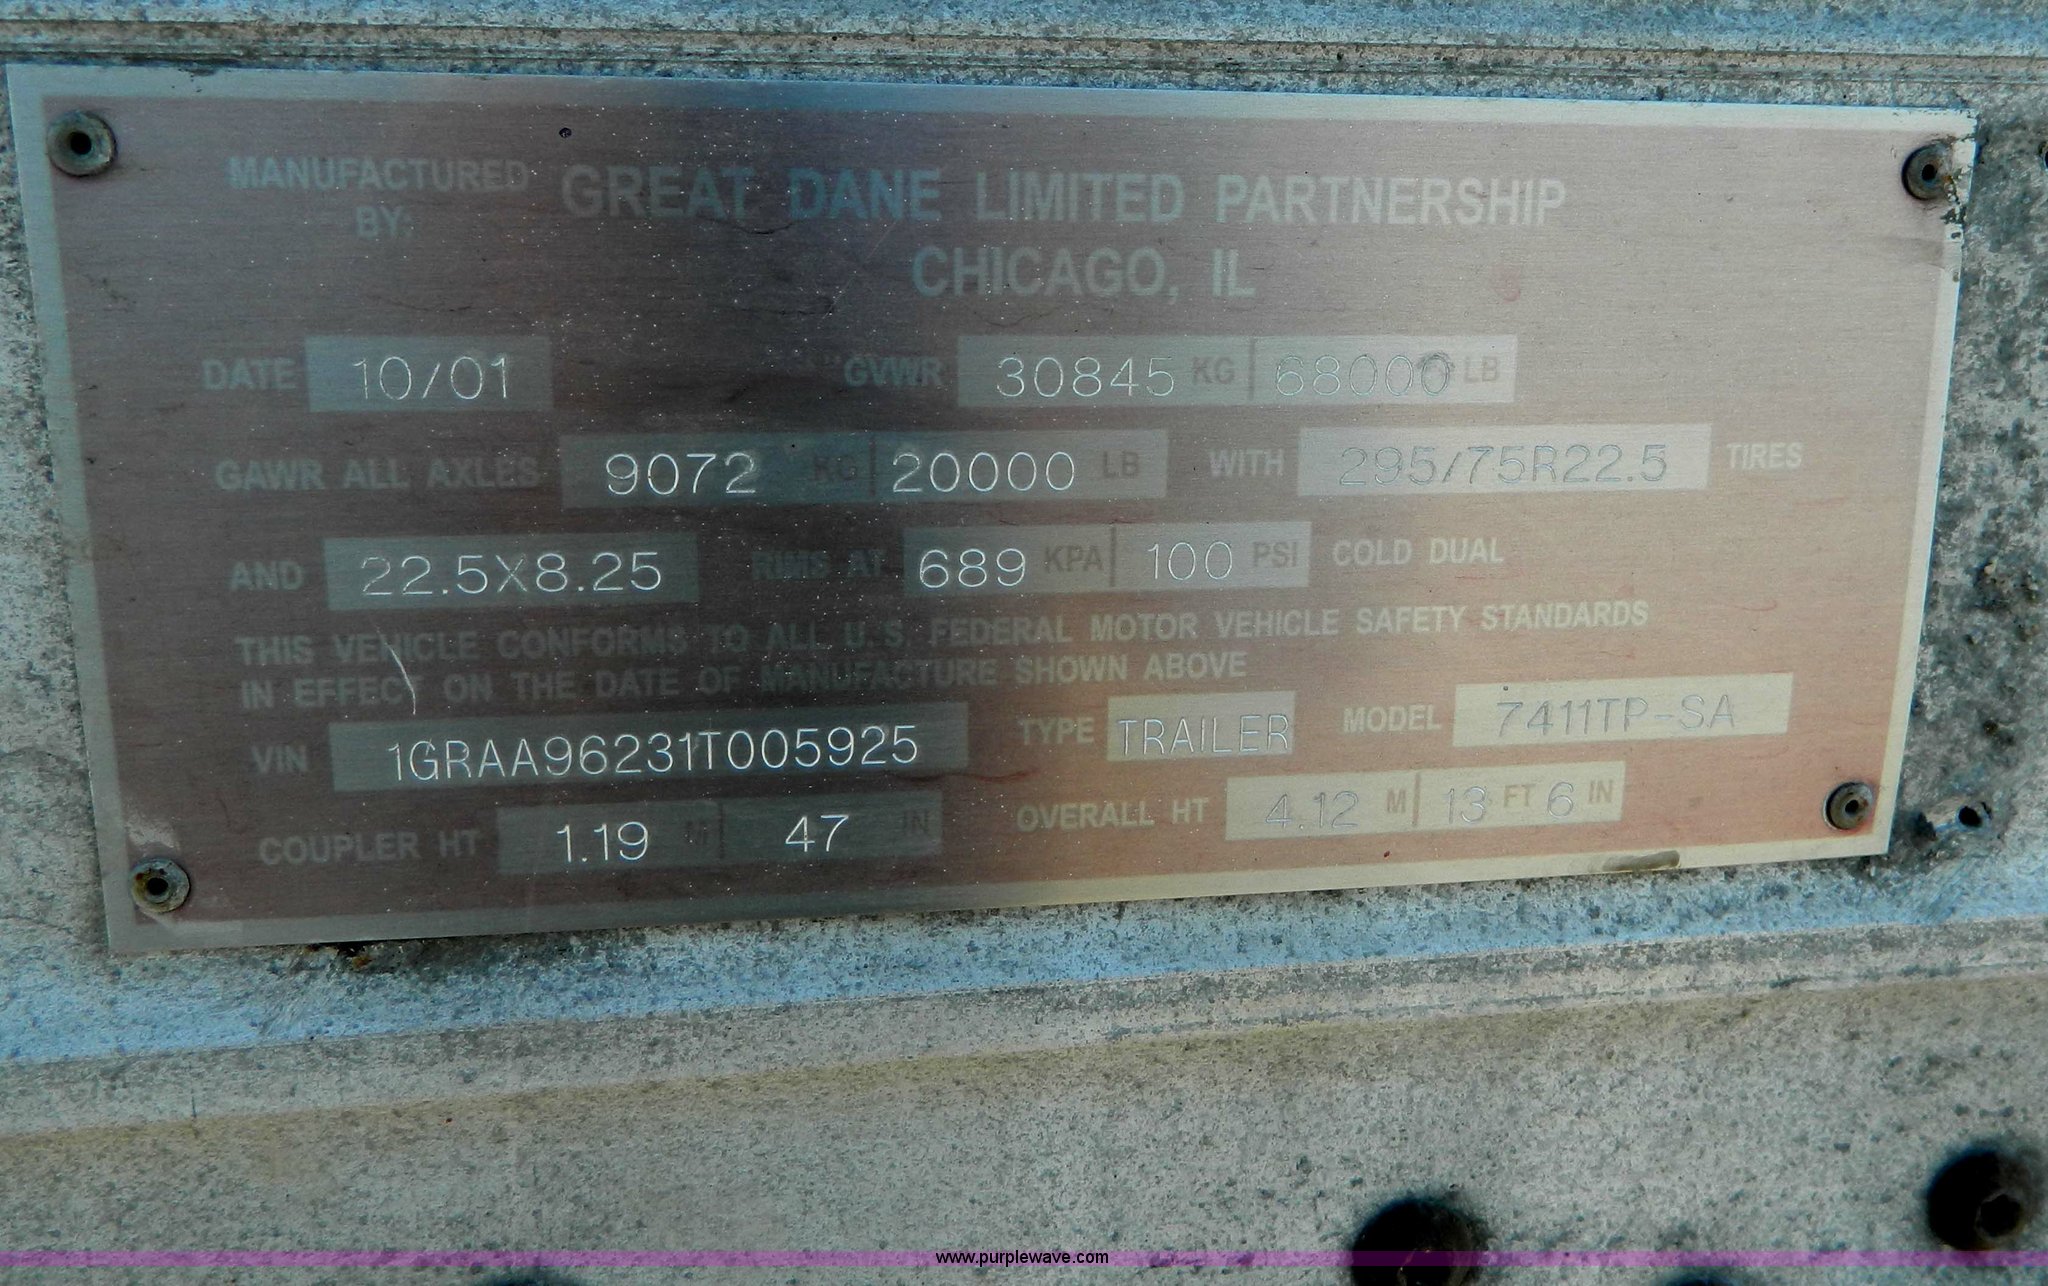 MANUFACTURED BY: GREAT DANE LIMITED PARTNERSHIP
CHICAGO, IL
DATE 10/01 GVWR 30845 KG 68000 LB
GAWR ALL AXLES 9072 KG 20000 LB WITH 295/75R22.5 TIRES
AND 22.5X8.25 RIMS AT 689 KPA 100 PSI COLD DUAL
THIS VEHICLE CONFORMS TO ALL U.S. FEDERAL MOTOR VEHICLE SAFETY STANDARDS
IN EFFECT ON THE DATE OF MANUFACTURE SHOWN ABOVE
VIN 1GRAA96231T005925 TYPE TRAILER MODEL 7411TP-SA
COUPLER HT 1.19 M 47 IN OVERALL HT 4.12 M 13 FT 6 IN
www.purplewave.com